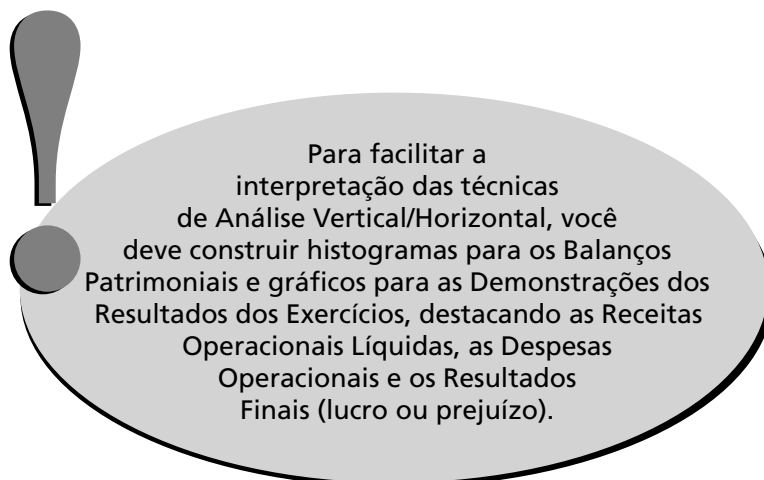 Para facilitar a
interpretação das técnicas
de Análise Vertical/Horizontal, você
deve construir histogramas para os Balanços
Patrimoniais e gráficos para as Demonstrações dos
Resultados dos Exercícios, destacando as Receitas
Operacionais Líquidas, as Despesas
Operacionais e os Resultados
Finais (lucro ou prejuízo).